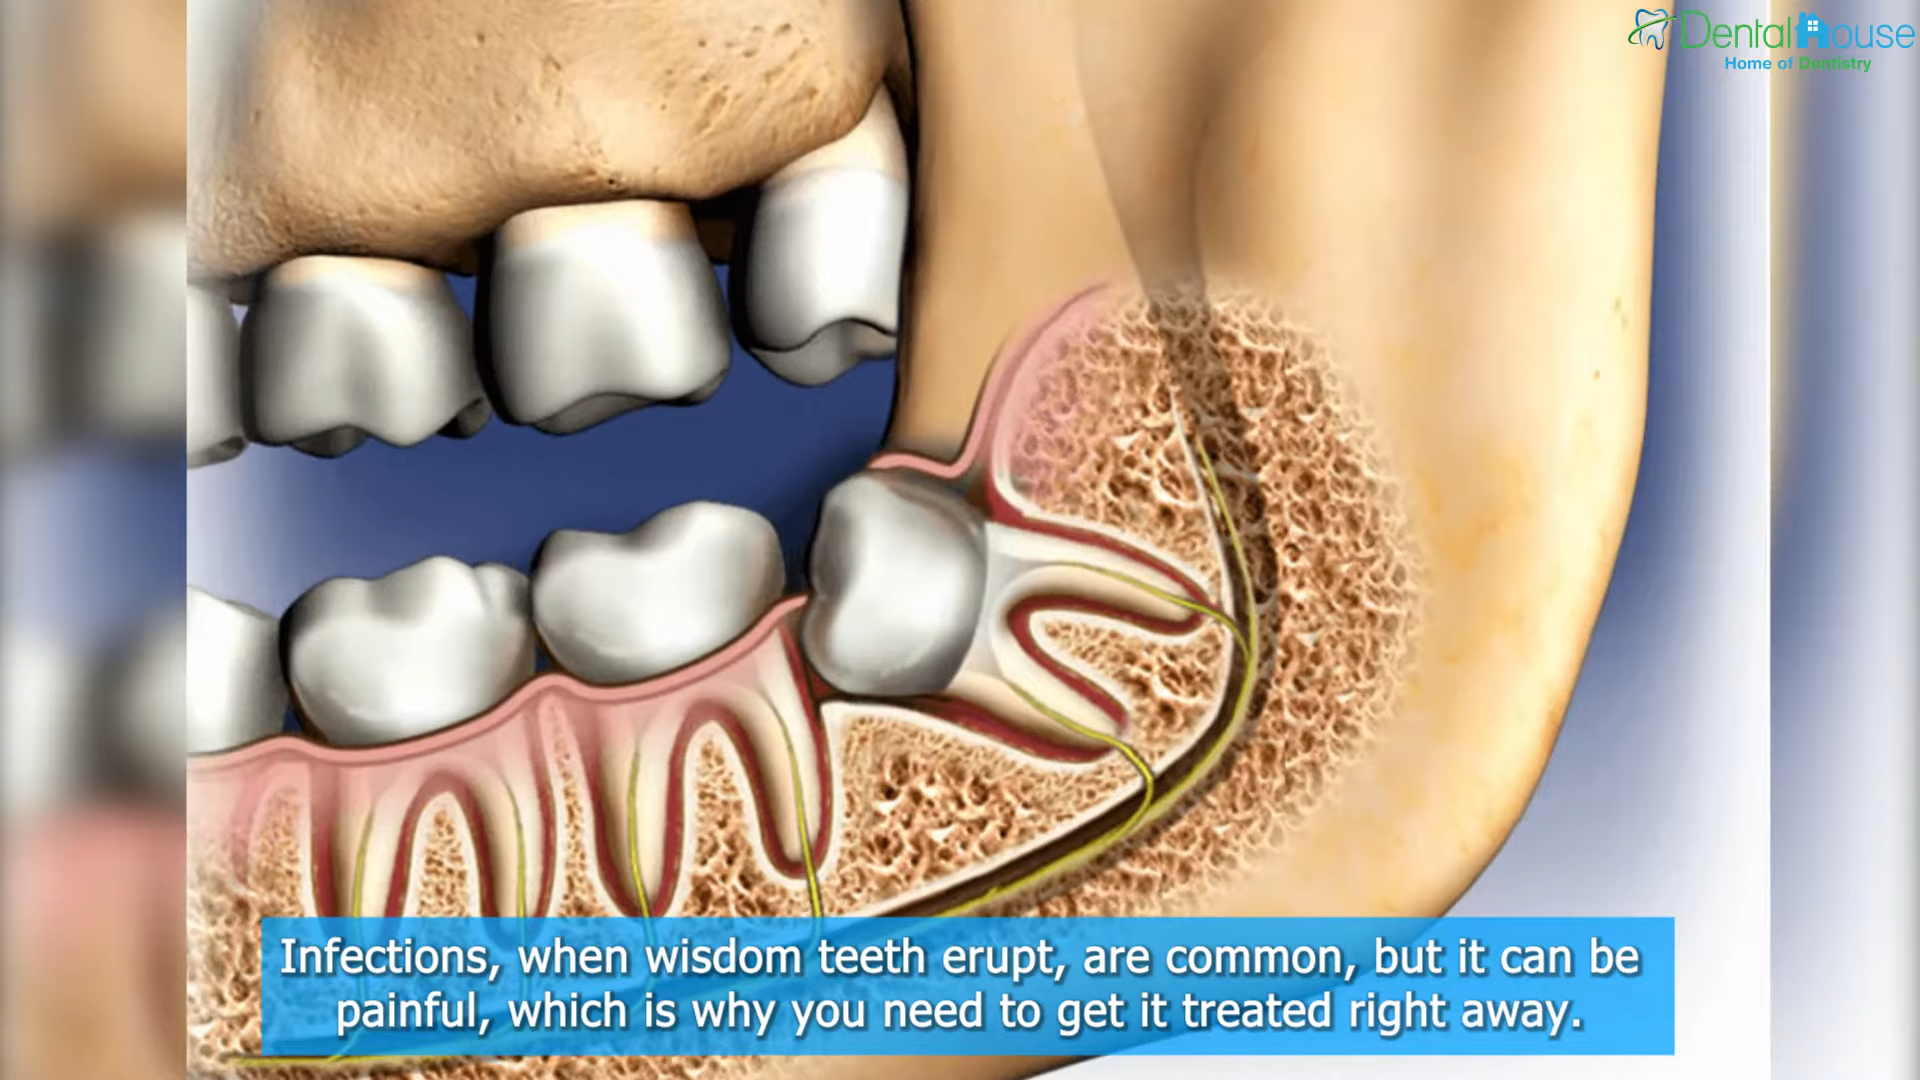 DentalHouse
Home of Dentistry
Infections, when wisdom teeth erupt, are common, but it can be
painful, which is why you need to get it treated right away.